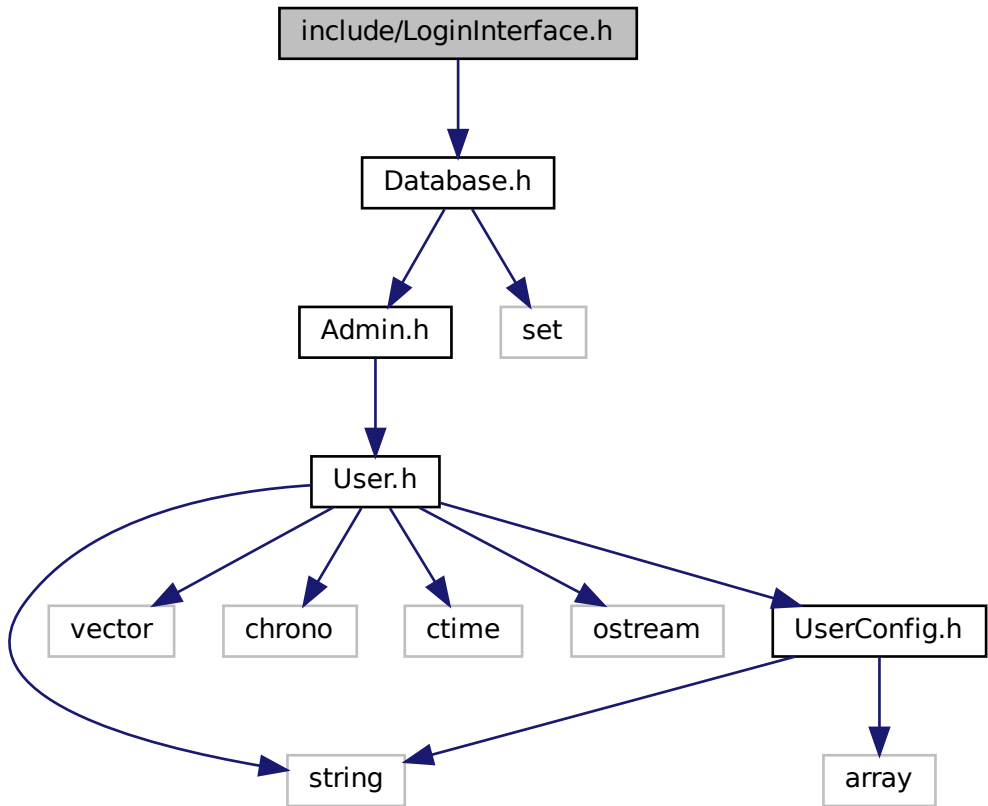 include/LoginInterface.h
Database.h
Admin.h
set
User.h
vector
chrono
ctime
ostream
UserConfig.h
string
array